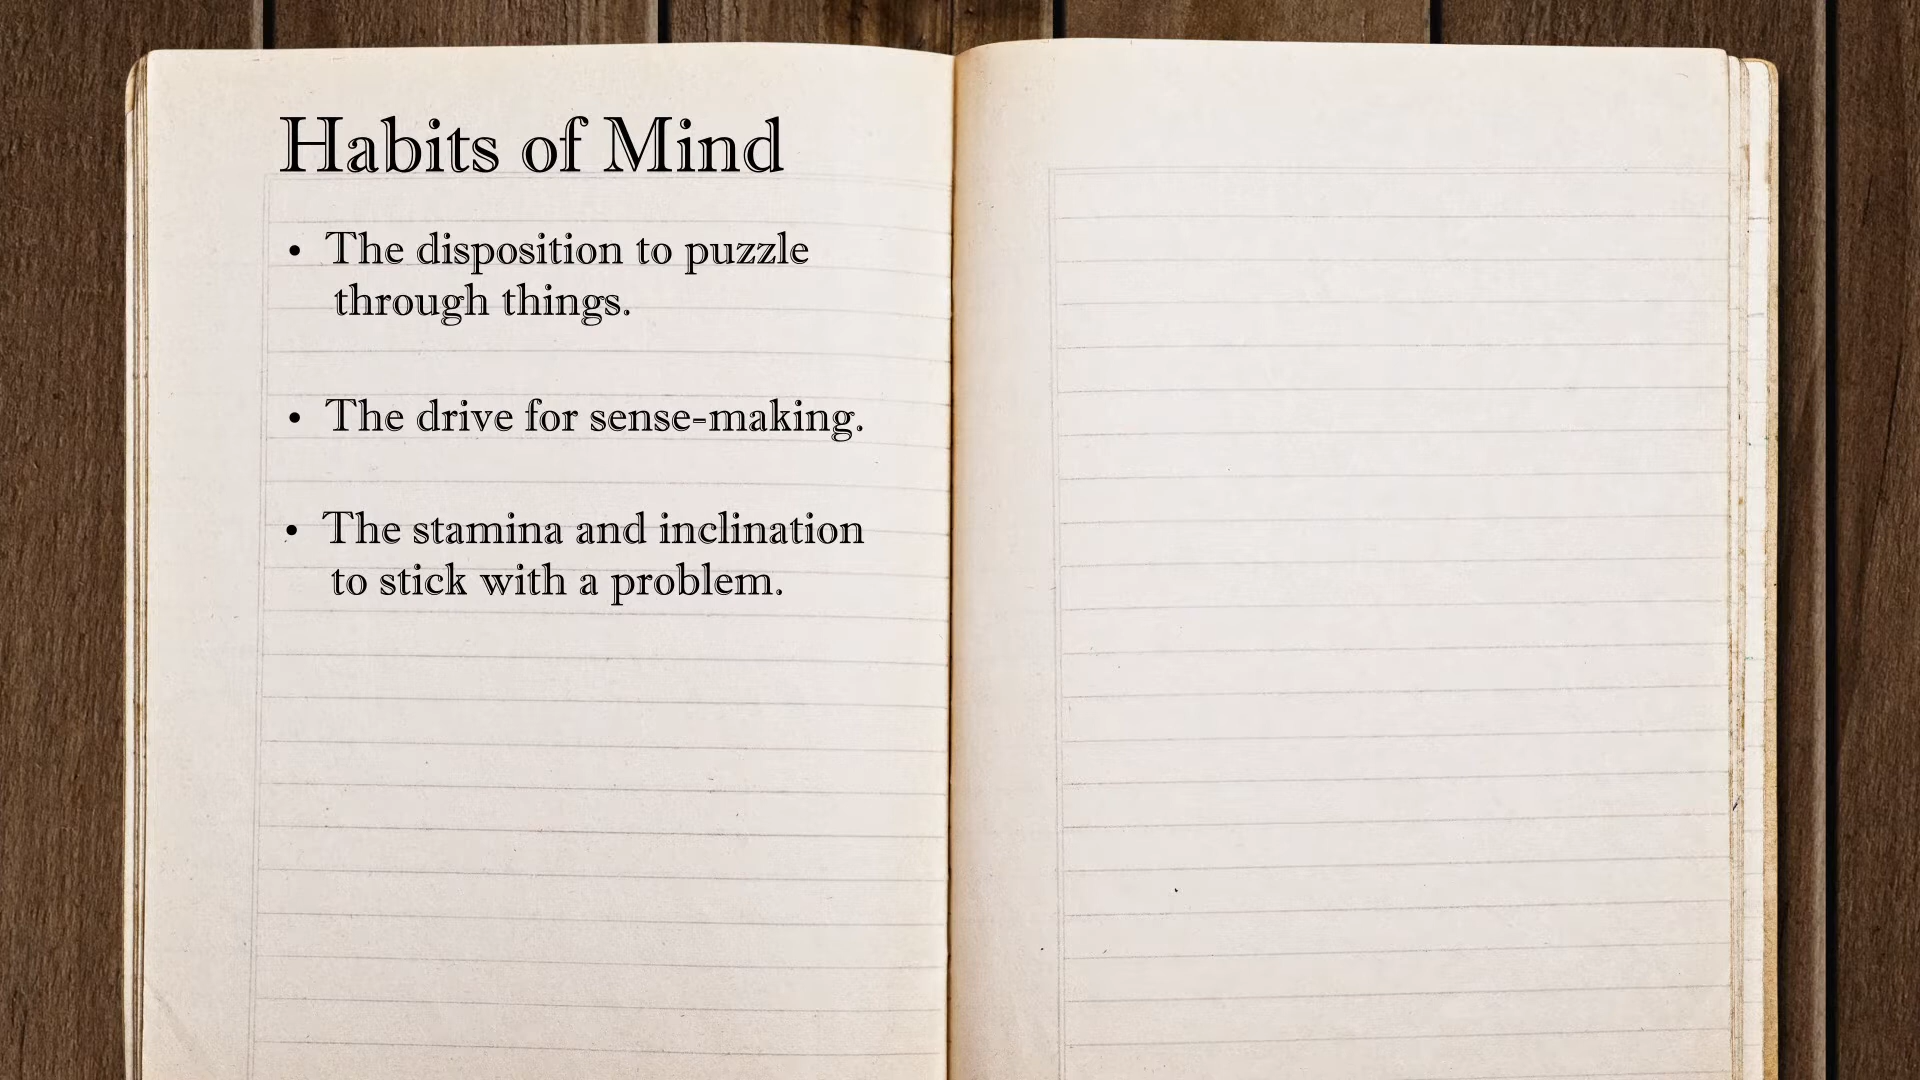 Habits of Mind
• The disposition to puzzle
through things.
• The drive for sense-making.
• The stamina and inclination
to stick with a problem.